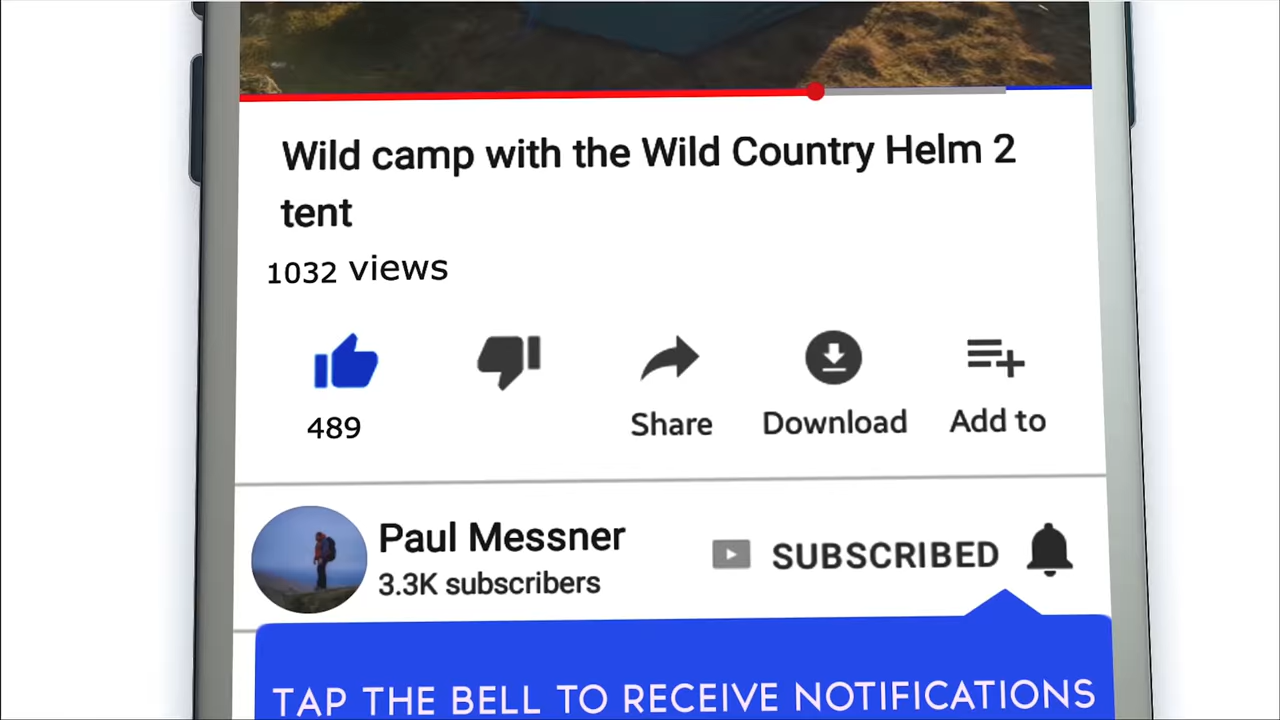 Wild camp with the Wild Country Helm 2
tent
1032 views
489
Share
Download
Add to
Paul Messner
3.3K subscribers
SUBSCRIBED
TAP THE BELL TO RECEIVE NOTIFICATIONS